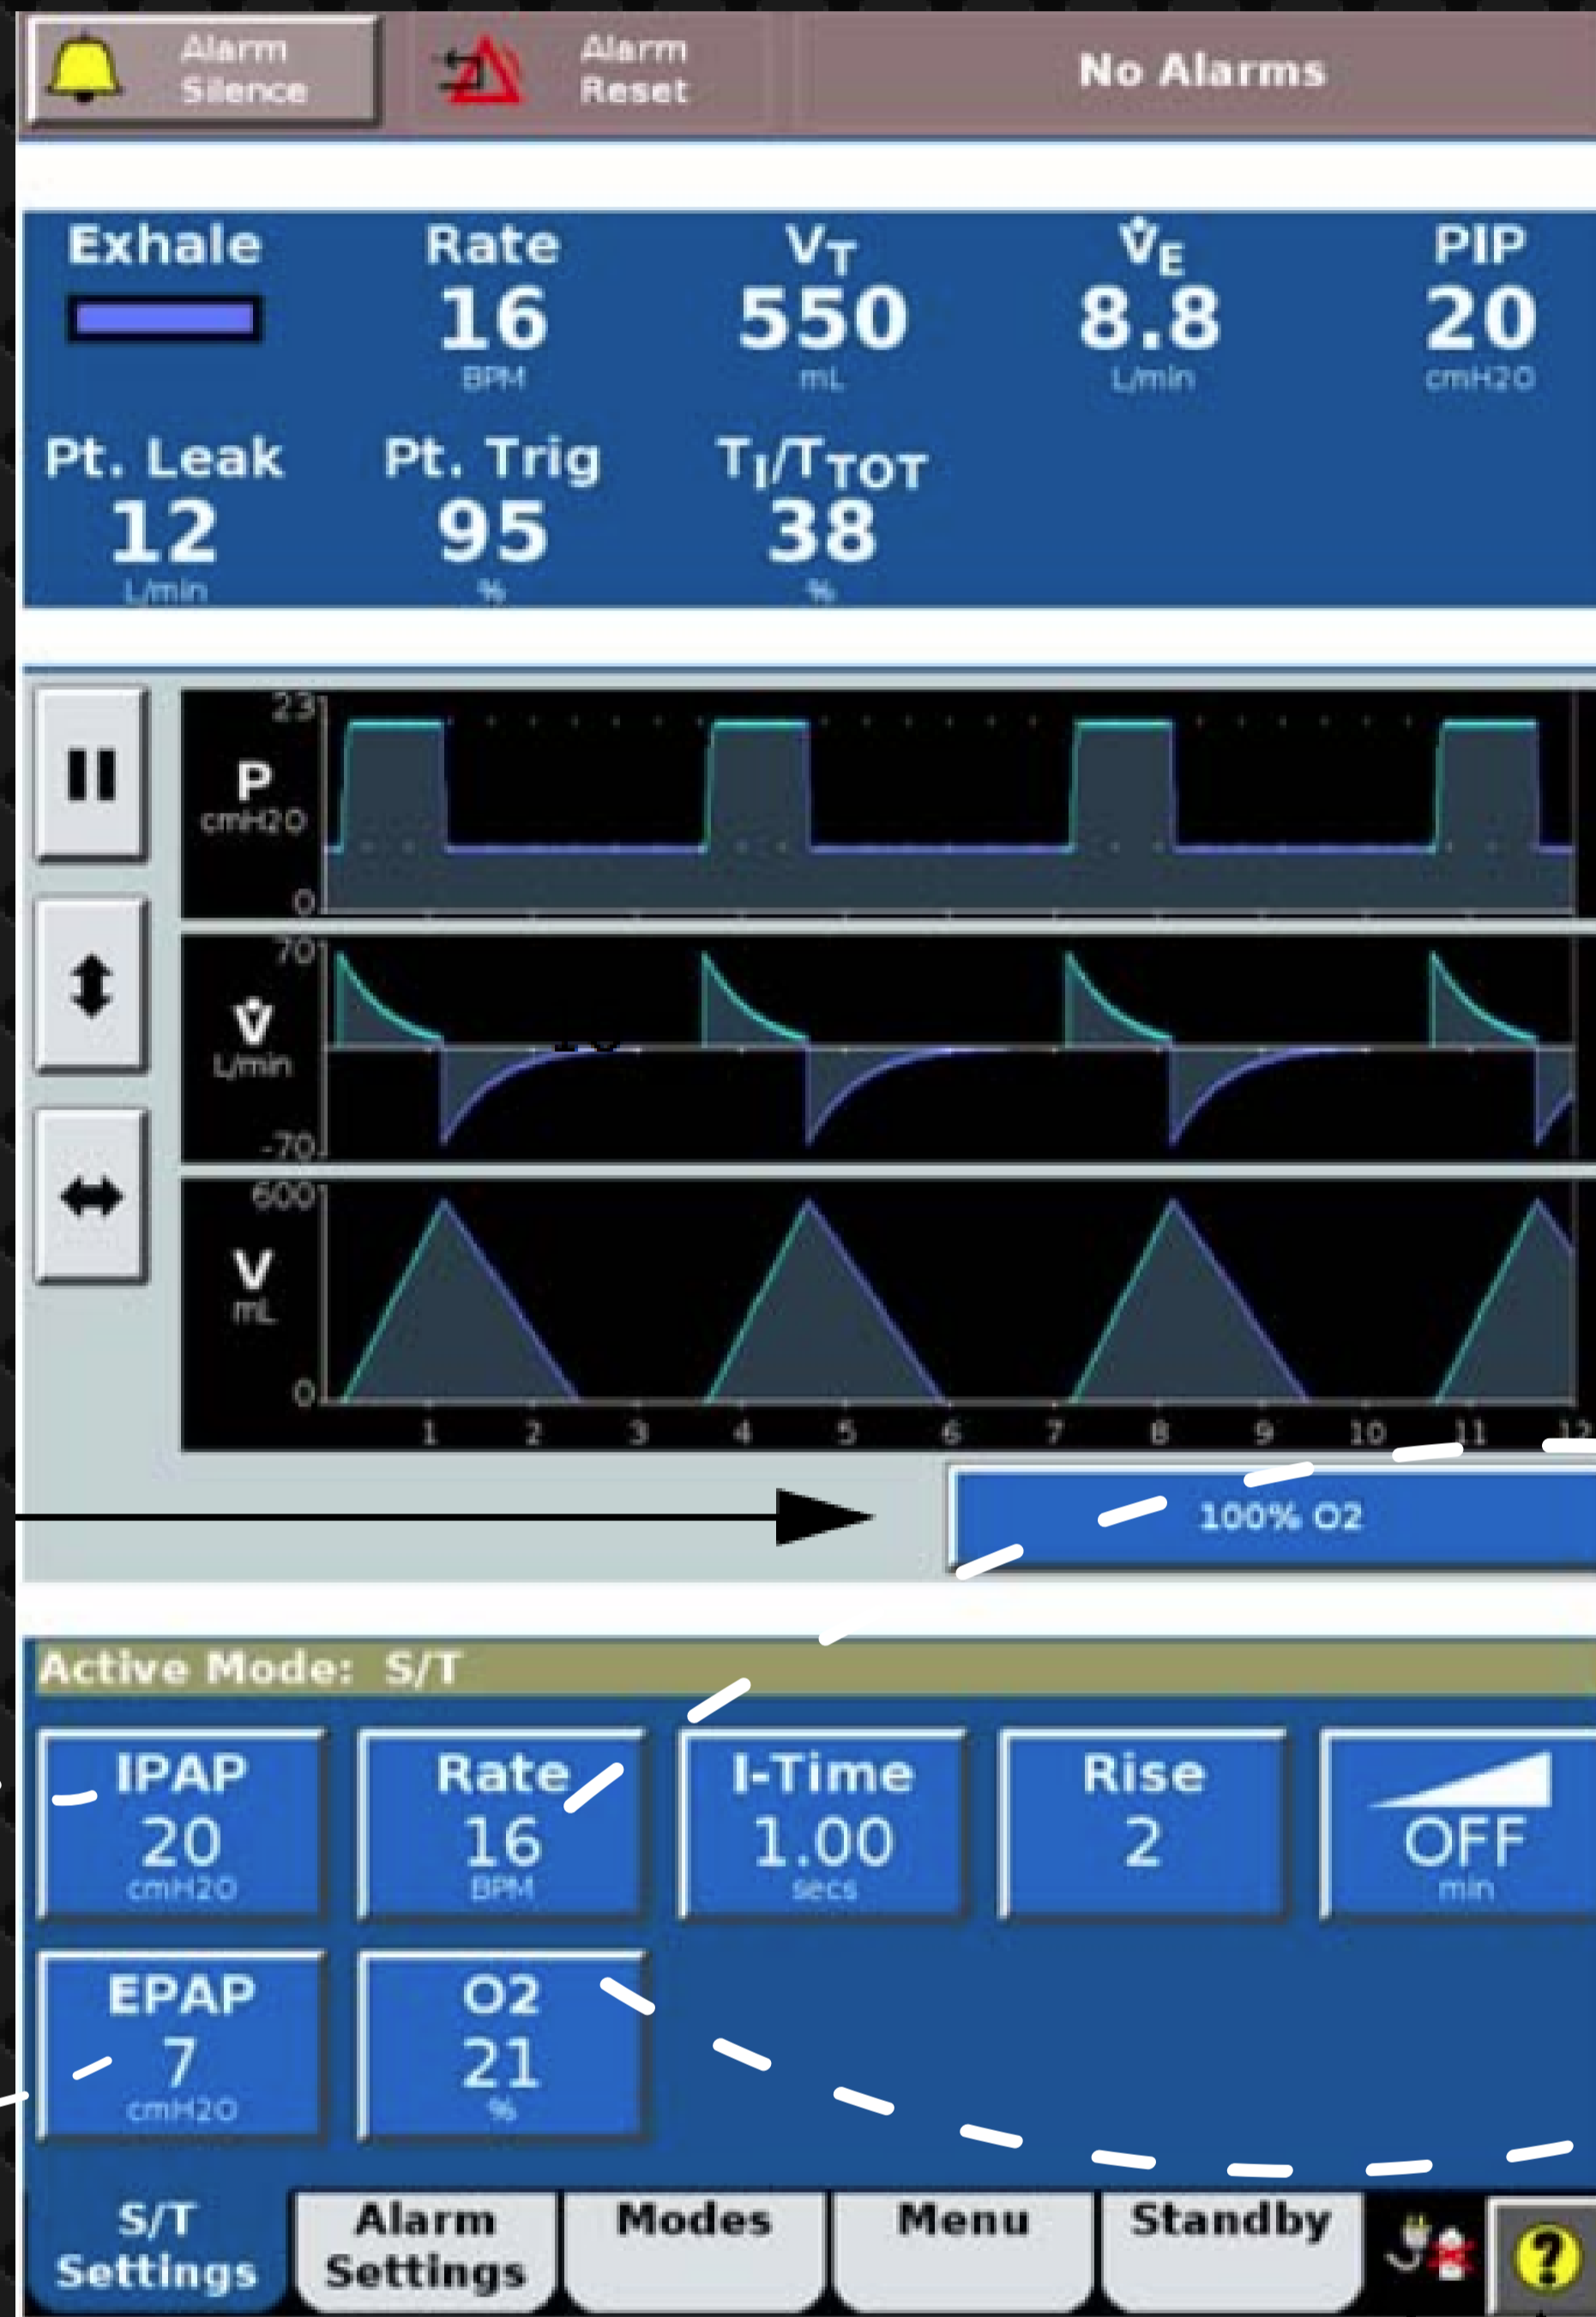 Alarm
Silence
Alarm
Reset
No Alarms
Exhale
Rate
16
BPM
VT
550
mL
V̇E
8.8
L/min
PIP
20
cmH2O
Pt. Leak
12
L/min
Pt. Trig
95
%
TI/TTOT
38
%
23
P
cmH2O
0
70
V̇
L/min
-70
600
V
mL
0
1 2 3 4 5 6 7 8 9 10 11 12
100% O2
Active Mode: S/T
IPAP
20
cmH2O
Rate
16
BPM
I-Time
1.00
secs
Rise
2
OFF
min
EPAP
7
cmH2O
O2
21
%
S/T
Settings
Alarm
Settings
Modes
Menu
Standby
?